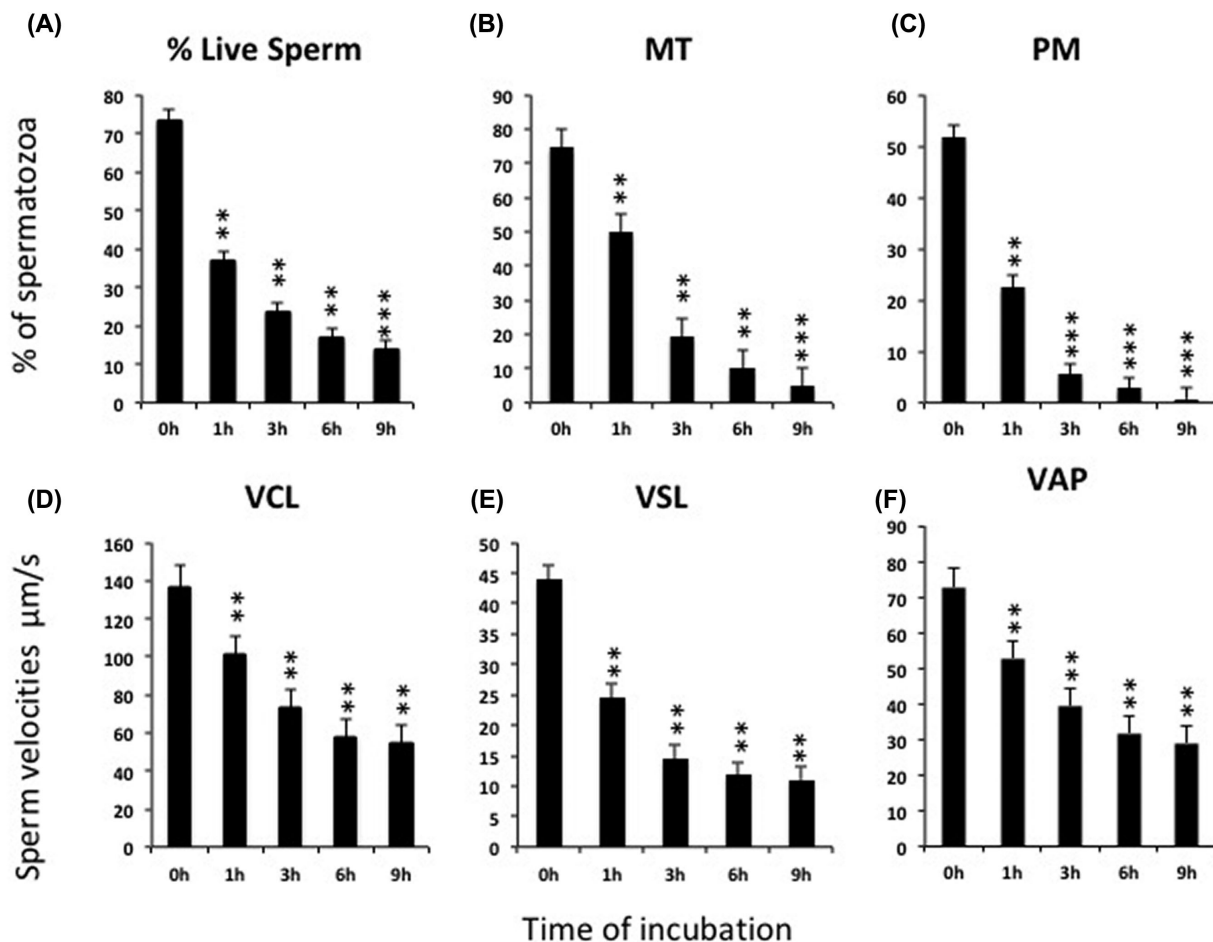 (A) (B) (C)
% Live Sperm MT PM
% of spermatozoa
80 90 60
70 80 50
60 70 40
50 60 30
40 50 20
30 40 10
20 30 0
10 20
0 10
0
** ** ** ***
** ** ** ***
** *** *** ***
0h 1h 3h 6h 9h 0h 1h 3h 6h 9h 0h 1h 3h 6h 9h
(D) (E) (F)
VCL VSL VAP
Sperm velocities µm/s
160 50 90
140 45 80
120 40 70
100 35 60
80 30 50
60 25 40
40 20 30
20 15 20
0 10 10
5 0
0
** ** ** **
** ** ** **
** ** ** **
0h 1h 3h 6h 9h 0h 1h 3h 6h 9h 0h 1h 3h 6h 9h
Time of incubation